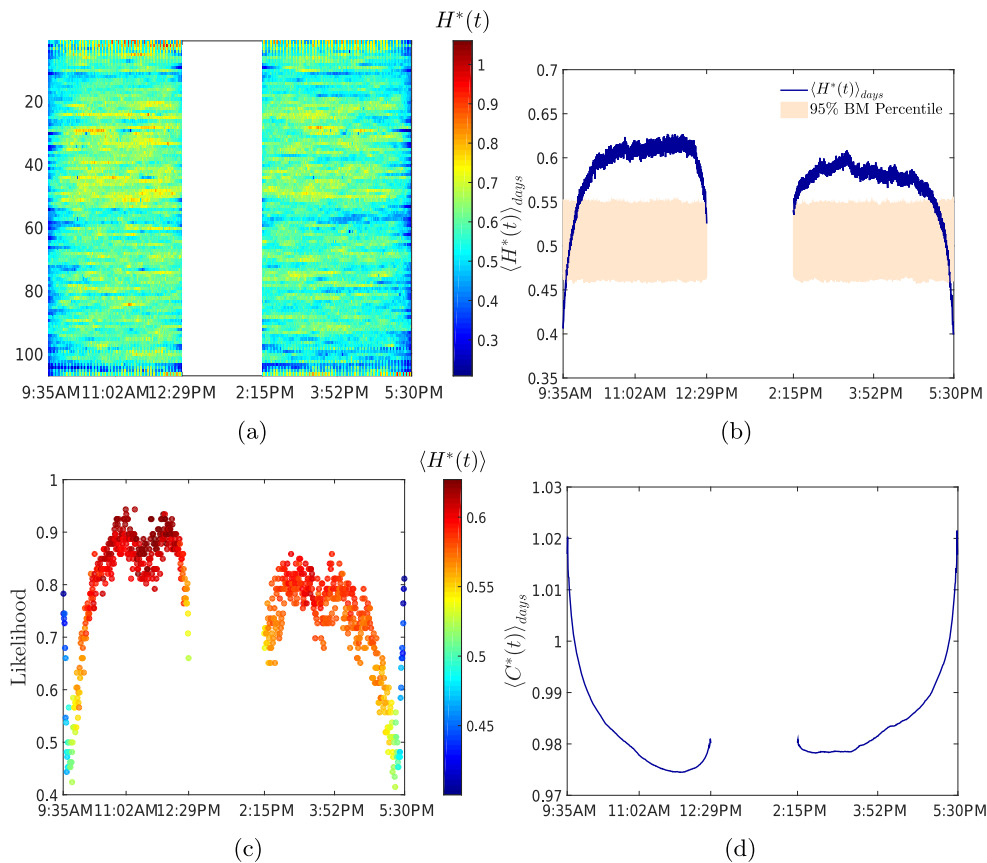 H*(t)
1
0.9
0.8
0.7
0.6
0.5
0.4
0.3
20
40
60
80
100
9:35AM 11:02AM 12:29PM 2:15PM 3:52PM 5:30PM
(a)
0.7
0.65
0.6
0.55
0.5
0.45
0.4
0.35
⟨H*(t)⟩days
⟨H*(t)⟩days
95% BM Percentile
9:35AM 11:02AM 12:29PM 2:15PM 3:52PM 5:30PM
(b)
⟨H*(t)⟩
1
0.9
0.8
0.7
0.6
0.5
0.4
Likelihood
0.6
0.55
0.5
0.45
9:35AM 11:02AM 12:29PM 2:15PM 3:52PM 5:30PM
(c)
1.03
1.02
1.01
1
0.99
0.98
0.97
⟨C*(t)⟩days
9:35AM 11:02AM 12:29PM 2:15PM 3:52PM 5:30PM
(d)